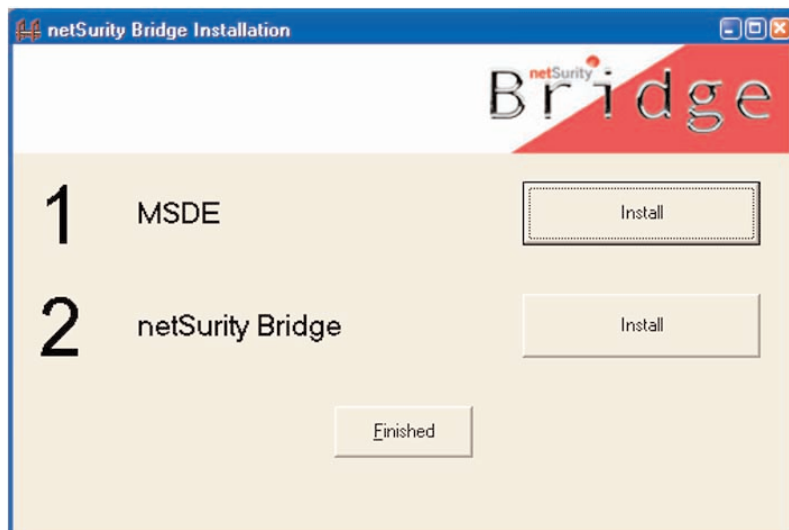 netSurity Bridge Installation
netSurity
Bridge
1 MSDE Install
2 netSurity Bridge Install
Finished